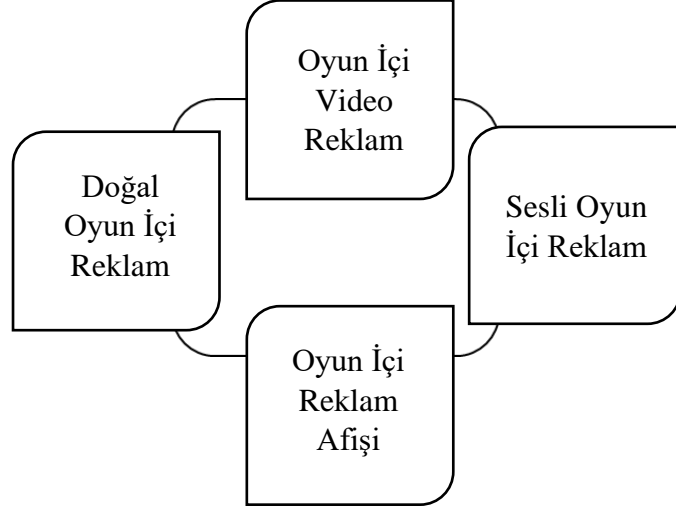 Oyun İçi
Video
Reklam
Doğal
Oyun İçi
Reklam
Sesli Oyun
İçi Reklam
Oyun İçi
Reklam
Afişi